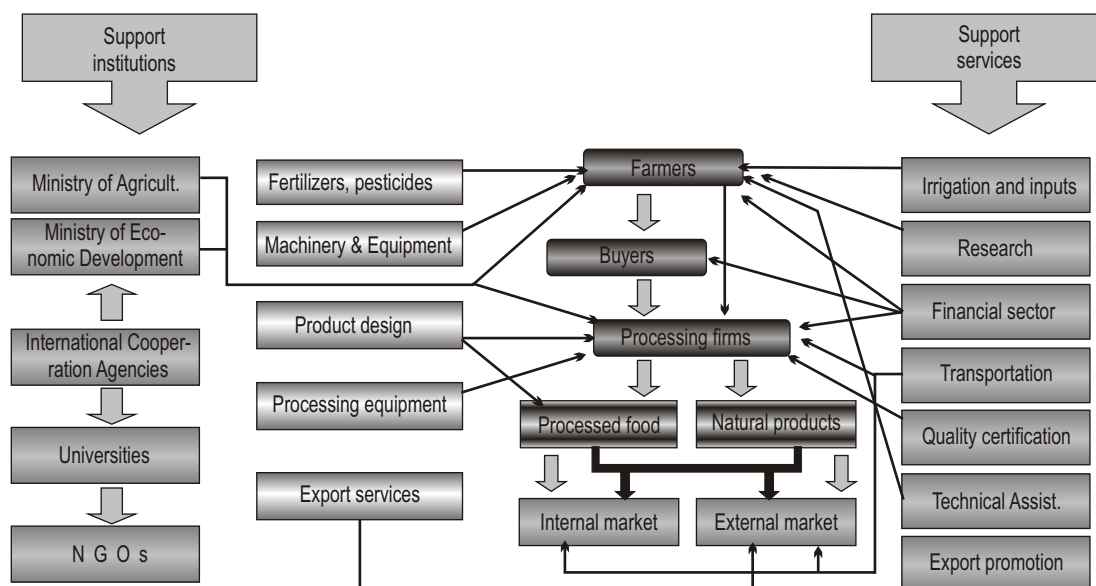 Support
institutions
Support
services
Ministry of Agricult.
Ministry of Eco-
nomic Development
International Cooper-
ration Agencies
Universities
N G O s
Fertilizers, pesticides
Machinery & Equipment
Product design
Processing equipment
Export services
Farmers
Buyers
Processing firms
Processed food
Natural products
Internal market
External market
Irrigation and inputs
Research
Financial sector
Transportation
Quality certification
Technical Assist.
Export promotion